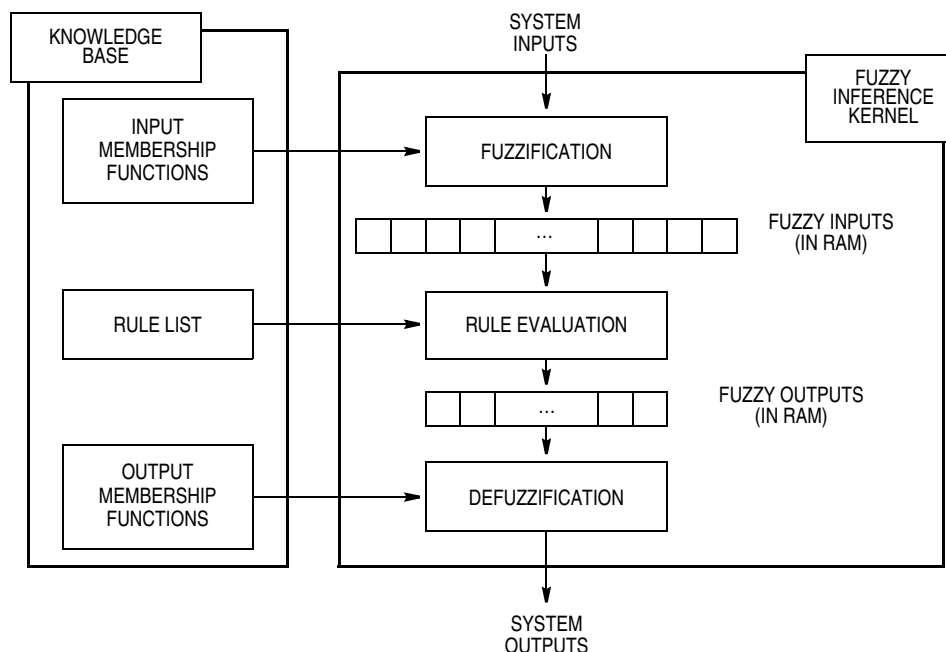 KNOWLEDGE
BASE
SYSTEM
INPUTS
FUZZY
INFERENCE
KERNEL
INPUT
MEMBERSHIP
FUNCTIONS
FUZZIFICATION
...
FUZZY INPUTS
(IN RAM)
RULE LIST
RULE EVALUATION
...
FUZZY OUTPUTS
(IN RAM)
OUTPUT
MEMBERSHIP
FUNCTIONS
DEFUZZIFICATION
SYSTEM
OUTPUTS